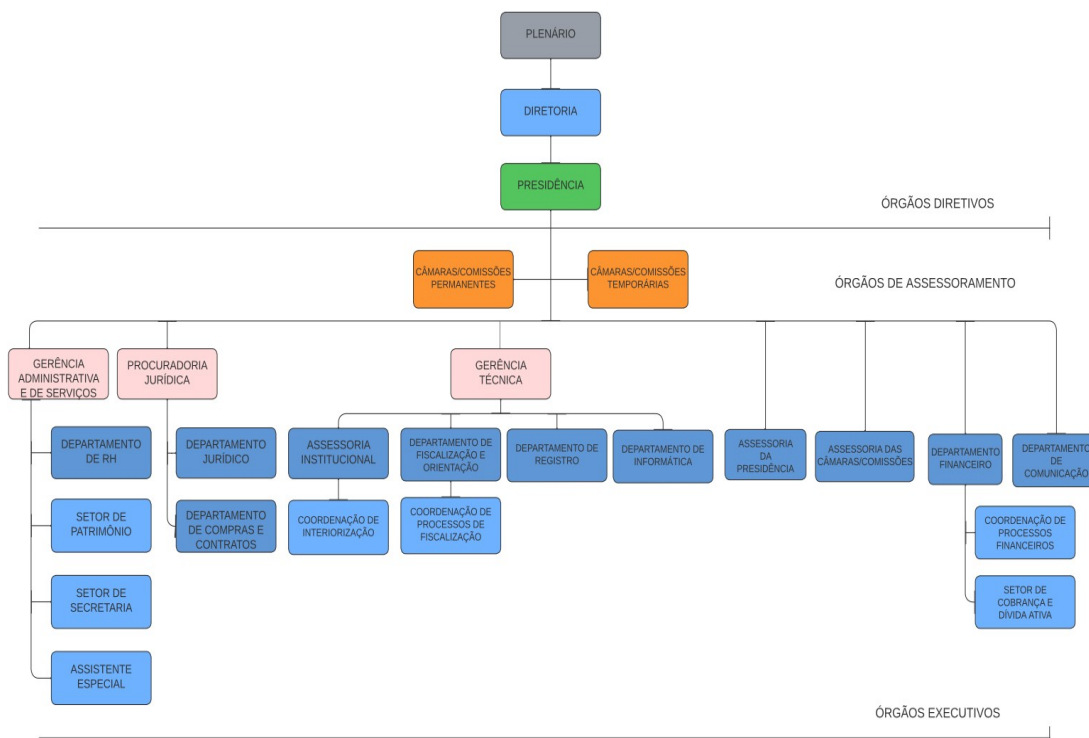 PLENÁRIO
DIRETORIA
PRESIDÊNCIA
ÓRGÃOS DIRETIVOS
CÂMARAS/COMISSÕES
PERMANENTES
CÂMARAS/COMISSÕES
TEMPORÁRIAS
ÓRGÃOS DE ASSESSORAMENTO
GERÊNCIA
ADMINISTRATIVA
E DE SERVIÇOS
PROCURADORIA
JURÍDICA
GERÊNCIA
TÉCNICA
DEPARTAMENTO
DE RH
DEPARTAMENTO
JURÍDICO
ASSESSORIA
INSTITUCIONAL
DEPARTAMENTO DE
FISCALIZAÇÃO E
ORIENTAÇÃO
DEPARTAMENTO DE
REGISTRO
DEPARTAMENTO DE
INFORMÁTICA
ASSESSORIA
DA
PRESIDÊNCIA
ASSESSORIA DAS
CÂMARAS/COMISSÕES
DEPARTAMENTO
FINANCEIRO
DEPARTAMENTO
DE
COMUNICAÇÃO
SETOR DE
PATRIMÔNIO
DEPARTAMENTO
DE COMPRAS E
CONTRATOS
COORDENAÇÃO DE
INTERIORIZAÇÃO
COORDENAÇÃO DE
PROCESSOS DE
FISCALIZAÇÃO
COORDENAÇÃO DE
PROCESSOS
FINANCEIROS
SETOR DE
SECRETARIA
SETOR DE
COBRANÇA E
DÍVIDA ATIVA
ASSISTENTE
ESPECIAL
ÓRGÃOS EXECUTIVOS